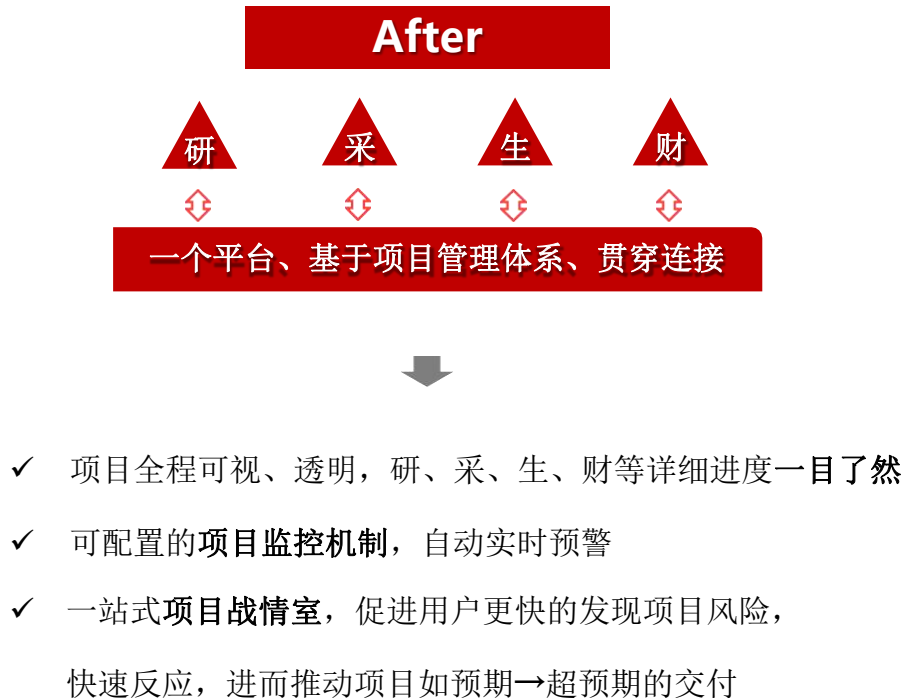 After
研 采 生 财
一个平台、基于项目管理体系、贯穿连接
✓ 项目全程可视、透明，研、采、生、财等详细进度一目了然
✓ 可配置的项目监控机制，自动实时预警
✓ 一站式项目战情室，促进用户更快的发现项目风险，
快速反应，进而推动项目如预期→超预期的交付